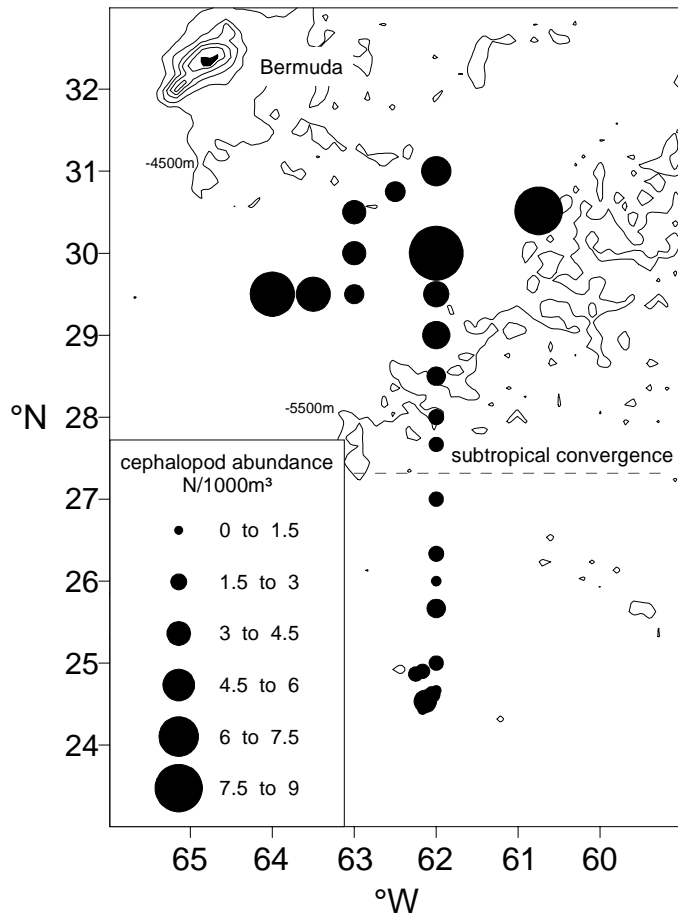 Bermuda
32
-4500m
31
30
29
°N
28
-5500m
subtropical convergence
27
26
25
24
cephalopod abundance
N/1000m³
0 to 1.5
1.5 to 3
3 to 4.5
4.5 to 6
6 to 7.5
7.5 to 9
65 64 63 62 61 60
°W